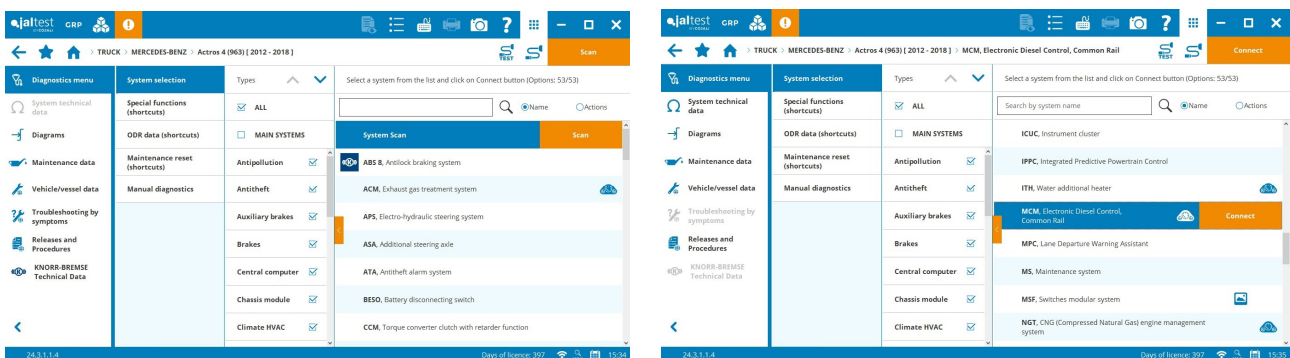 jaltest GRP
BY COJALI
> TRUCK > MERCEDES-BENZ > Actros 4 (963) [ 2012 - 2018 ]
TEST
Scan
Diagnostics menu
System technical
data
Diagrams
Maintenance data
Vehicle/vessel data
Troubleshooting by
symptoms
Releases and
Procedures
KNORR-BREMSE
Technical Data
System selection
Special functions
(shortcuts)
ODR data (shortcuts)
Maintenance reset
(shortcuts)
Manual diagnostics
Types
ALL
MAIN SYSTEMS
Antipollution
Antitheft
Auxiliary brakes
Brakes
Central computer
Chassis module
Climate HVAC
Select a system from the list and click on Connect button (Options: 53/53)
Name Actions
System Scan Scan
ABS 8, Antilock braking system
ACM, Exhaust gas treatment system
APS, Electro-hydraulic steering system
ASA, Additional steering axle
ATA, Antitheft alarm system
BESO, Battery disconnecting switch
CCM, Torque converter clutch with retarder function
24.3.1.1.4 Days of licence: 397 15:34
jaltest GRP
BY COJALI
> TRUCK > MERCEDES-BENZ > Actros 4 (963) [ 2012 - 2018 ] > MCM, Electronic Diesel Control, Common Rail
TEST
Connect
Diagnostics menu
System technical
data
Diagrams
Maintenance data
Vehicle/vessel data
Troubleshooting by
symptoms
Releases and
Procedures
KNORR-BREMSE
Technical Data
System selection
Special functions
(shortcuts)
ODR data (shortcuts)
Maintenance reset
(shortcuts)
Manual diagnostics
Types
ALL
MAIN SYSTEMS
Antipollution
Antitheft
Auxiliary brakes
Brakes
Central computer
Chassis module
Climate HVAC
Select a system from the list and click on Connect button (Options: 53/53)
Search by system name Name Actions
ICUC, Instrument cluster
IPPC, Integrated Predictive Powertrain Control
ITH, Water additional heater
MCM, Electronic Diesel Control,
Common Rail
Connect
MPC, Lane Departure Warning Assistant
MS, Maintenance system
MSF, Switches modular system
NGT, CNG (Compressed Natural Gas) engine management
system
24.3.1.1.4 Days of licence: 397 15:35